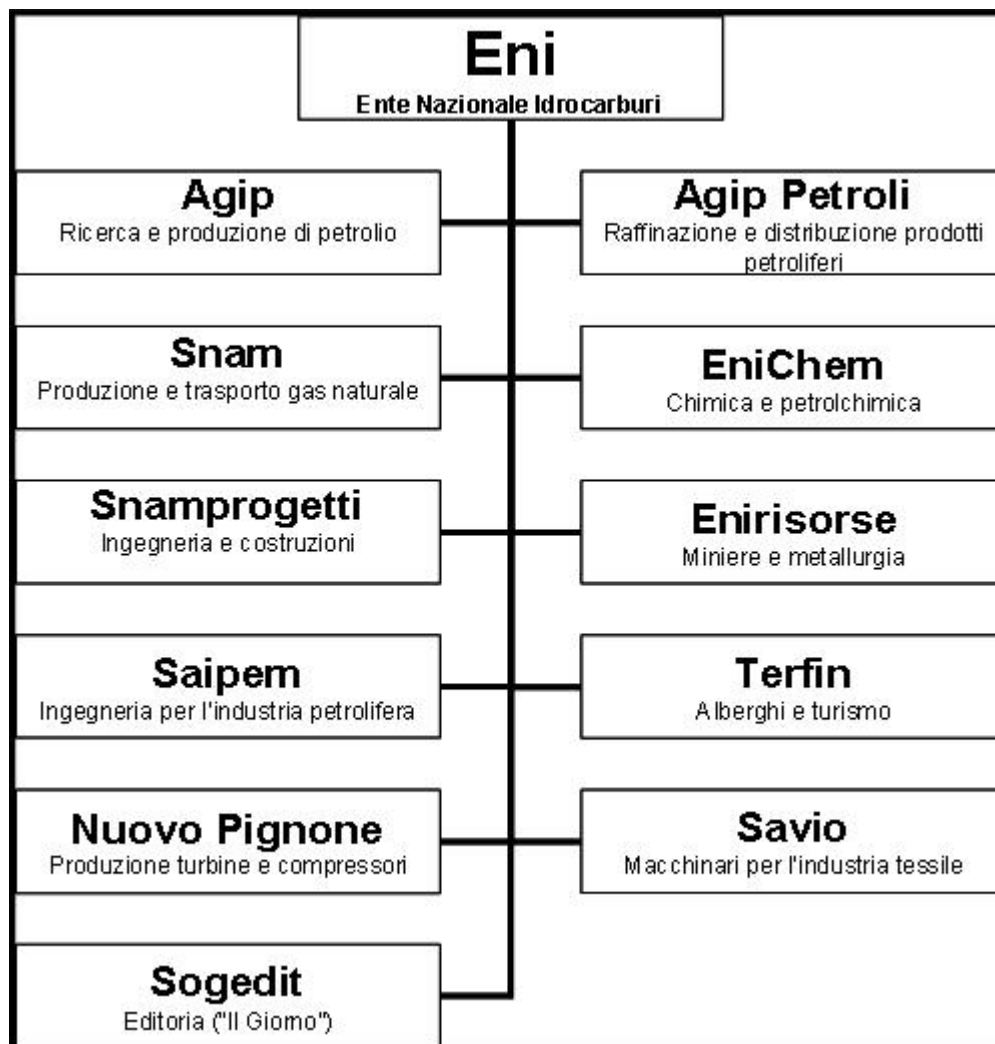 Eni
Ente Nazionale Idrocarburi
Agip
Ricerca e produzione di petrolio
Agip Petroli
Raffinazione e distribuzione prodotti
petroliferi
Snam
Produzione e trasporto gas naturale
EniChem
Chimica e petrolchimica
Snamprogetti
Ingegneria e costruzioni
Enirisorse
Miniere e metallurgia
Saipem
Ingegneria per l'industria petrolifera
Terfin
Alberghi e turismo
Nuovo Pignone
Produzione turbine e compressori
Savio
Macchinari per l'industria tessile
Sogedit
Editoria ("Il Giorno")